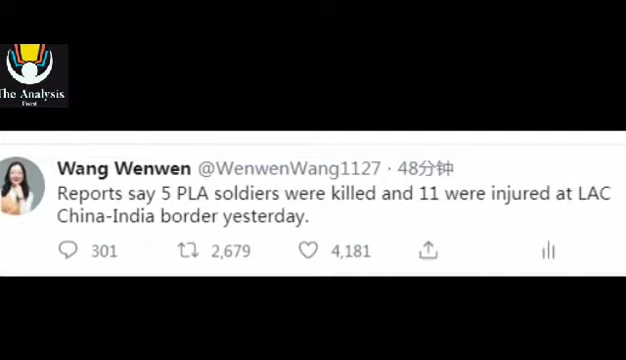 The Analysis
Point
Wang Wenwen @WenwenWang1127 · 48分钟
Reports say 5 PLA soldiers were killed and 11 were injured at LAC
China-India border yesterday.
301 2,679 4,181